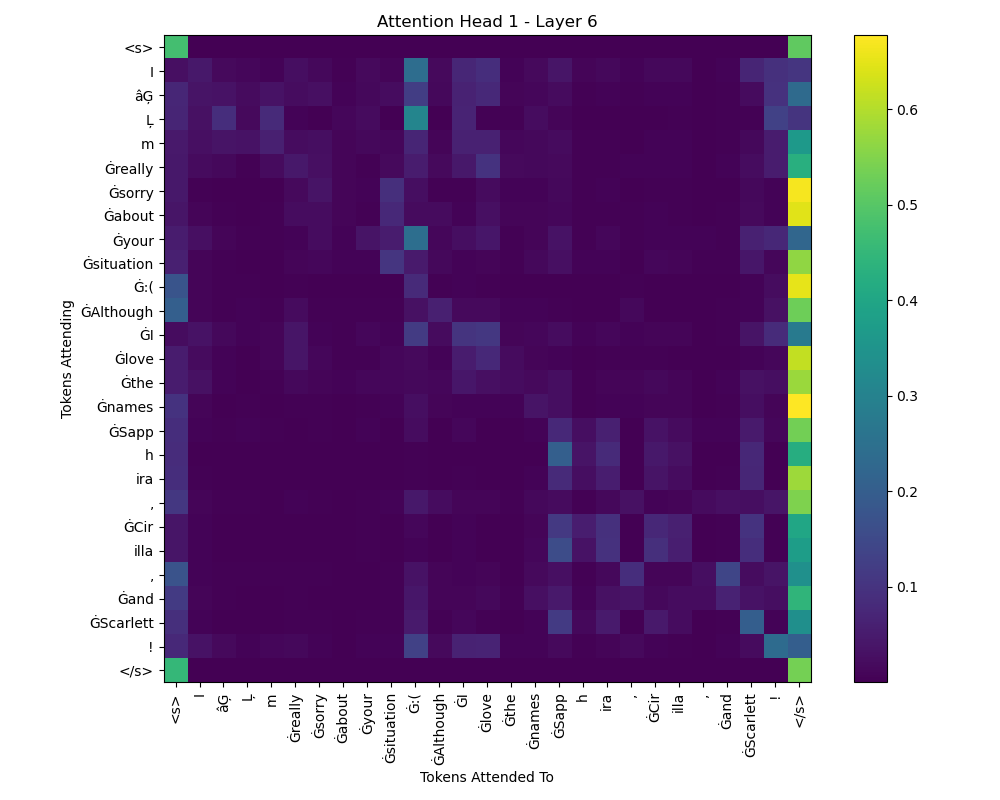 Attention Head 1 - Layer 6
Tokens Attending
<s>
I
âĢ
Ļ
m
Ġreally
Ġsorry
Ġabout
Ġyour
Ġsituation
Ġ:(
ĠAlthough
ĠI
Ġlove
Ġthe
Ġnames
ĠSapp
h
ira
,
ĠCir
illa
,
Ġand
ĠScarlett
!
</s>
<s>
I
âĢ
Ļ
m
Ġreally
Ġsorry
Ġabout
Ġyour
Ġsituation
Ġ:(
ĠAlthough
ĠI
Ġlove
Ġthe
Ġnames
ĠSapp
h
ira
,
ĠCir
illa
,
Ġand
ĠScarlett
!
</s>
Tokens Attended To
0.6
0.5
0.4
0.3
0.2
0.1